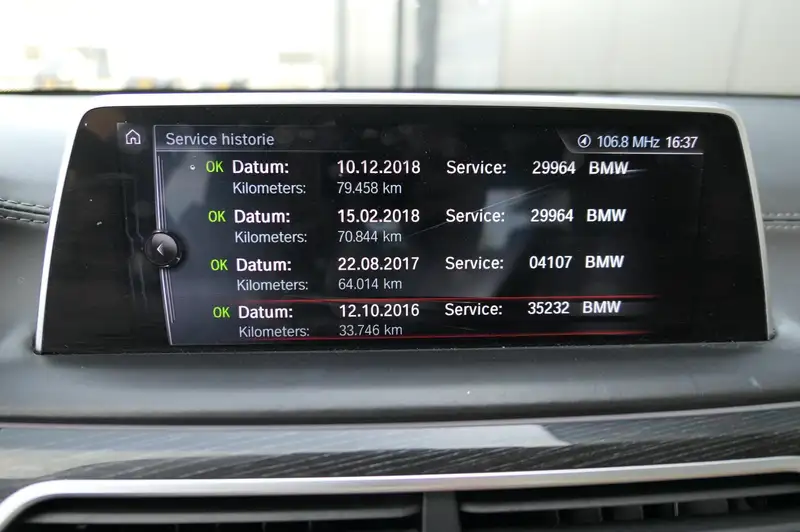 Service historie
106.8 MHz 16:37
OK Datum: 10.12.2018 Service: 29964 BMW
Kilometers: 79.458 km
OK Datum: 15.02.2018 Service: 29964 BMW
Kilometers: 70.844 km
OK Datum: 22.08.2017 Service: 04107 BMW
Kilometers: 64.014 km
OK Datum: 12.10.2016 Service: 35232 BMW
Kilometers: 33.746 km